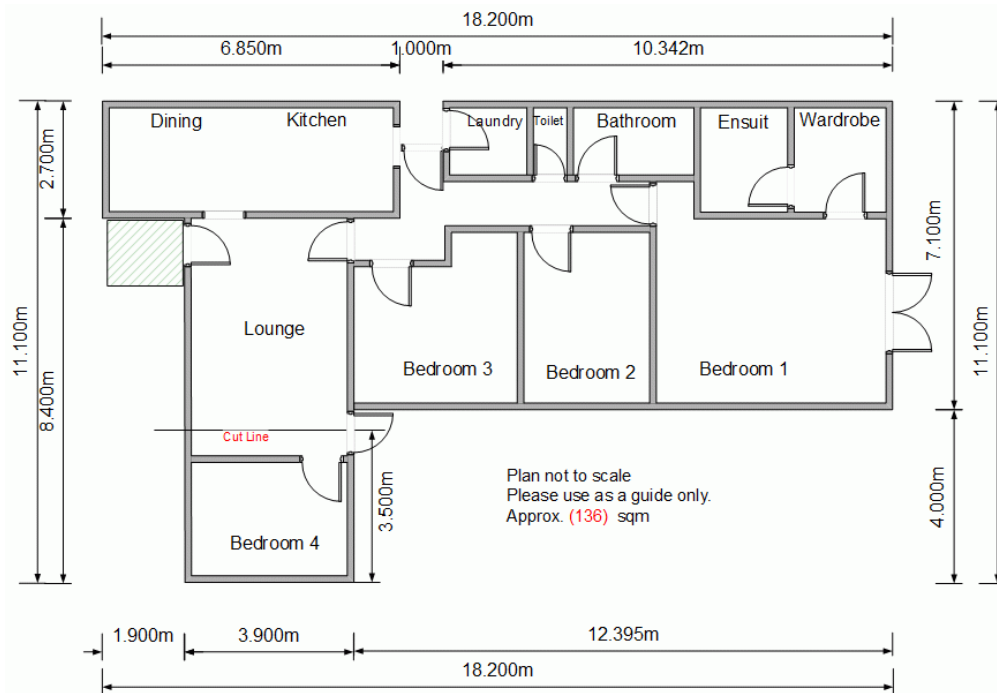 18.200m
6.850m
1.000m
10.342m
Dining
Kitchen
Laundry
Toilet
Bathroom
Ensuit
Wardrobe
2.700m
7.100m
11.100m
8.400m
11.100m
Lounge
Bedroom 3
Bedroom 2
Bedroom 1
Cut Line
3.500m
Plan not to scale
Please use as a guide only.
Approx. (136) sqm
4.000m
Bedroom 4
1.900m
3.900m
12.395m
18.200m